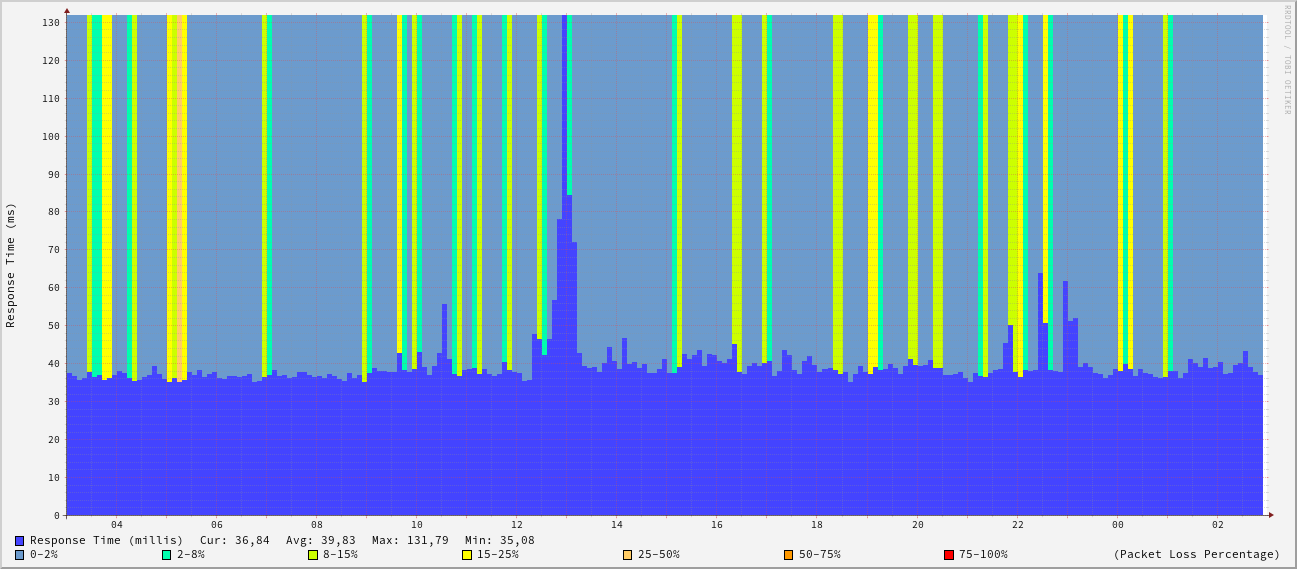 RRDTOOL / TOBI OETIKER
Response Time (ms)
130
120
110
100
90
80
70
60
50
40
30
20
10
0
04 06 08 10 12 14 16 18 20 22 00 02
Response Time (millis) Cur: 36,84 Avg: 39,83 Max: 131,79 Min: 35,08
0-2% 2-8% 8-15% 15-25% 25-50% 50-75% 75-100% (Packet Loss Percentage)